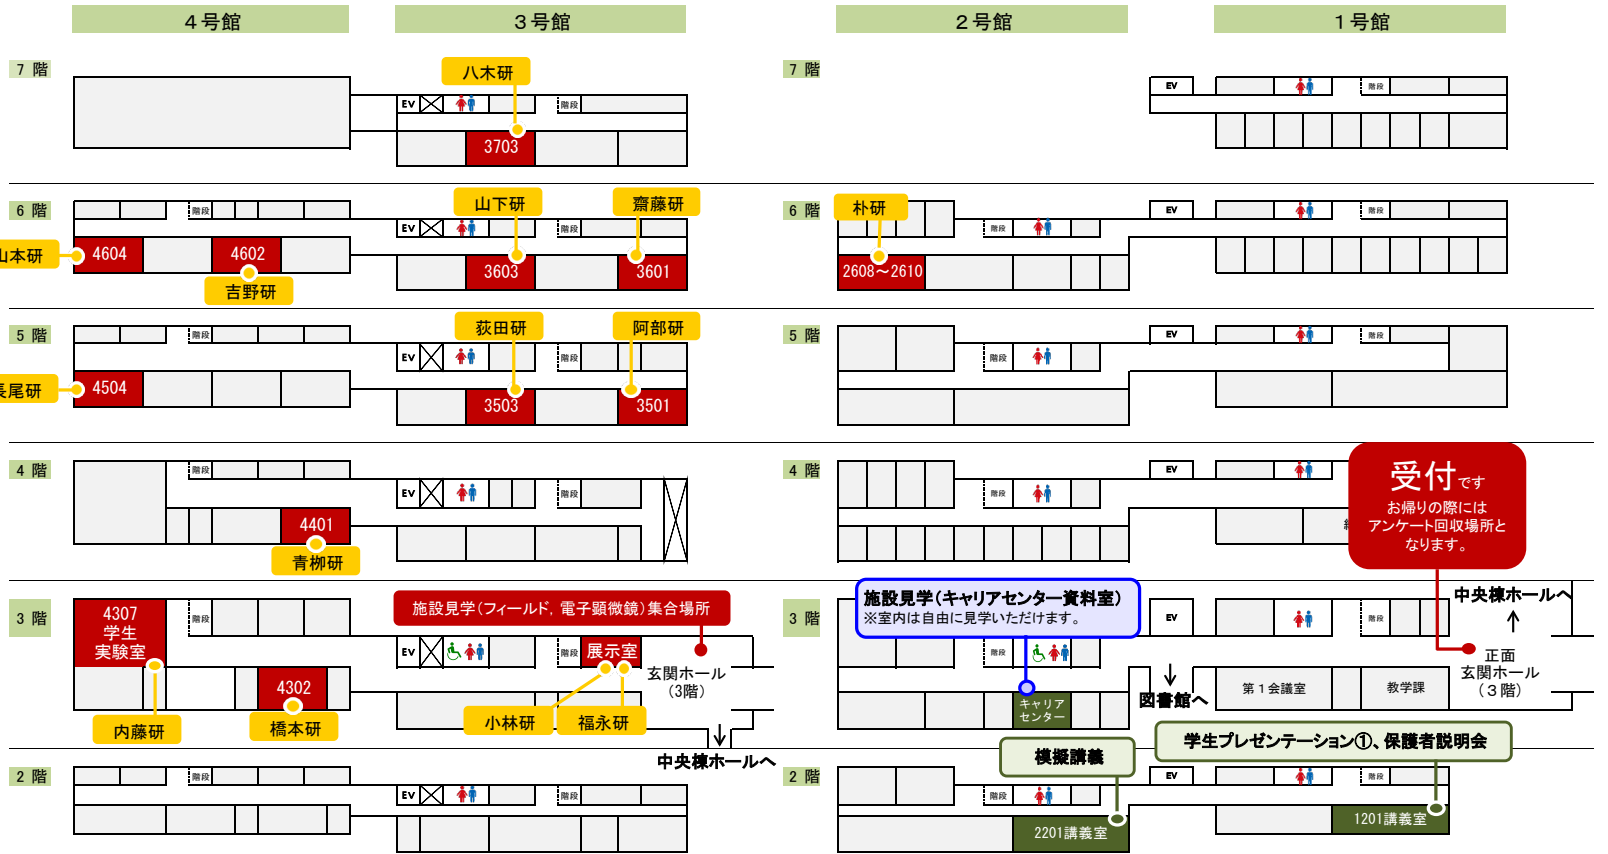 ４号館
３号館
２号館
１号館
７ 階
八木研
EV
階段
3703
７ 階
EV
階段
６ 階
階段
山本研
4604
4602
吉野研
山下研
齋藤研
EV
階段
3603
3601
６ 階
朴研
階段
2608～2610
EV
階段
５ 階
階段
長尾研
4504
荻田研
阿部研
EV
階段
3503
3501
５ 階
階段
EV
階段
４ 階
階段
4401
青栁研
EV
階段
４ 階
階段
EV
受付です
お帰りの際には
アンケート回収場所と
なります。
３ 階
4307
学生
実験室
階段
4302
内藤研
橋本研
施設見学(フィールド, 電子顕微鏡)集合場所
EV
階段
展示室
玄関ホール
(3階)
小林研
福永研
中央棟ホールへ
３ 階
施設見学(キャリアセンター資料室)
※室内は自由に見学いただけます。
階段
キャリア
センター
EV
図書館へ
階段
第１会議室
教学課
中央棟ホールへ
正面
玄関ホール
(３階)
２ 階
階段
EV
階段
２ 階
模擬講義
階段
2201講義室
学生プレゼンテーション①、保護者説明会
EV
階段
1201講義室